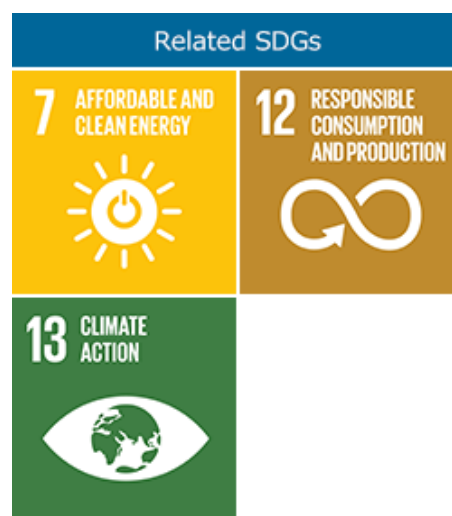 Related SDGs
7 AFFORDABLE AND
CLEAN ENERGY
12 RESPONSIBLE
CONSUMPTION
AND PRODUCTION
13 CLIMATE
ACTION